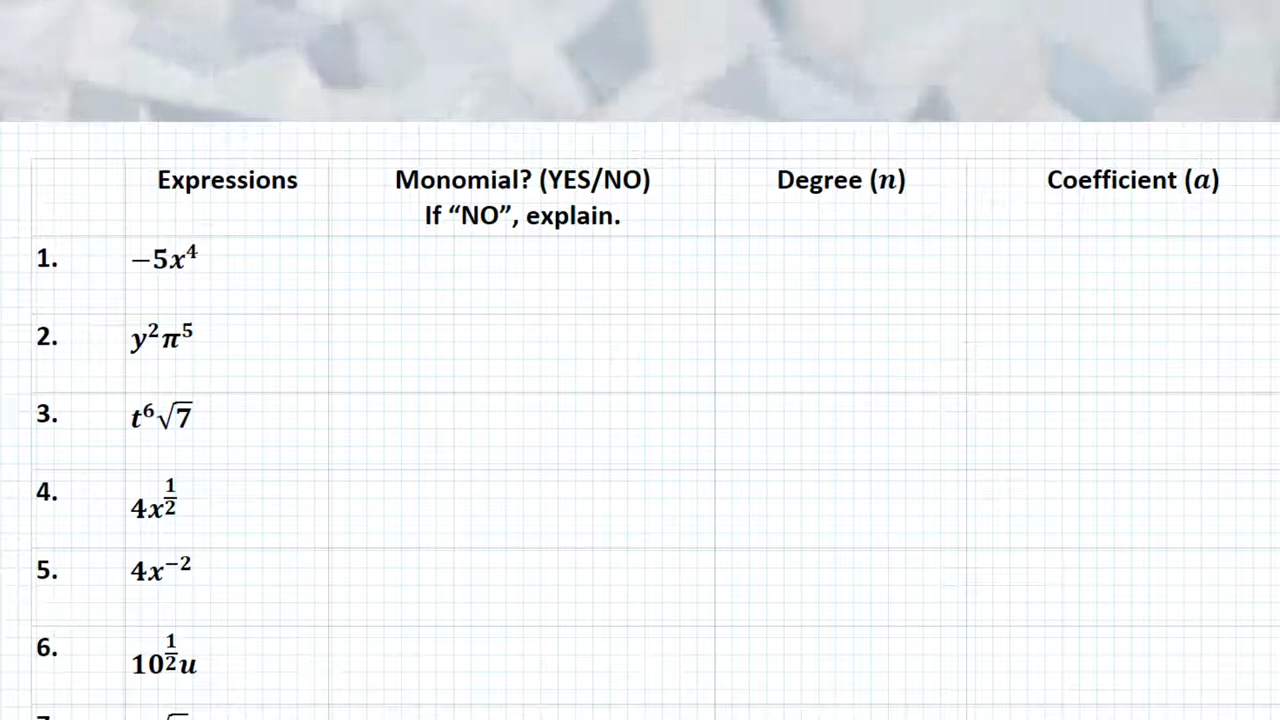 Expressions Monomial? (YES/NO) Degree (n) Coefficient (a)
If “NO”, explain.
1. −5x⁴
2. y²π⁵
3. t⁶√7
4. 4x^(1/2)
5. 4x⁻²
6. 10^(1/2)u